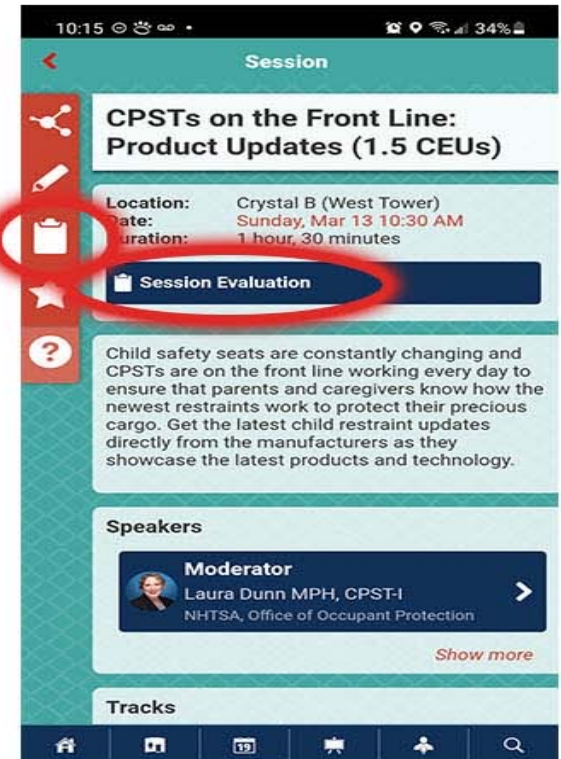 10:15
34%
Session
CPSTs on the Front Line:
Product Updates (1.5 CEUs)
Location: Crystal B (West Tower)
Date: Sunday, Mar 13 10:30 AM
Duration: 1 hour, 30 minutes
Session Evaluation
?
Child safety seats are constantly changing and
CPSTs are on the front line working every day to
ensure that parents and caregivers know how the
newest restraints work to protect their precious
cargo. Get the latest child restraint updates
directly from the manufacturers as they
showcase the latest products and technology.
Speakers
Moderator
Laura Dunn MPH, CPST-I
NHTSA, Office of Occupant Protection
Show more
Tracks
19